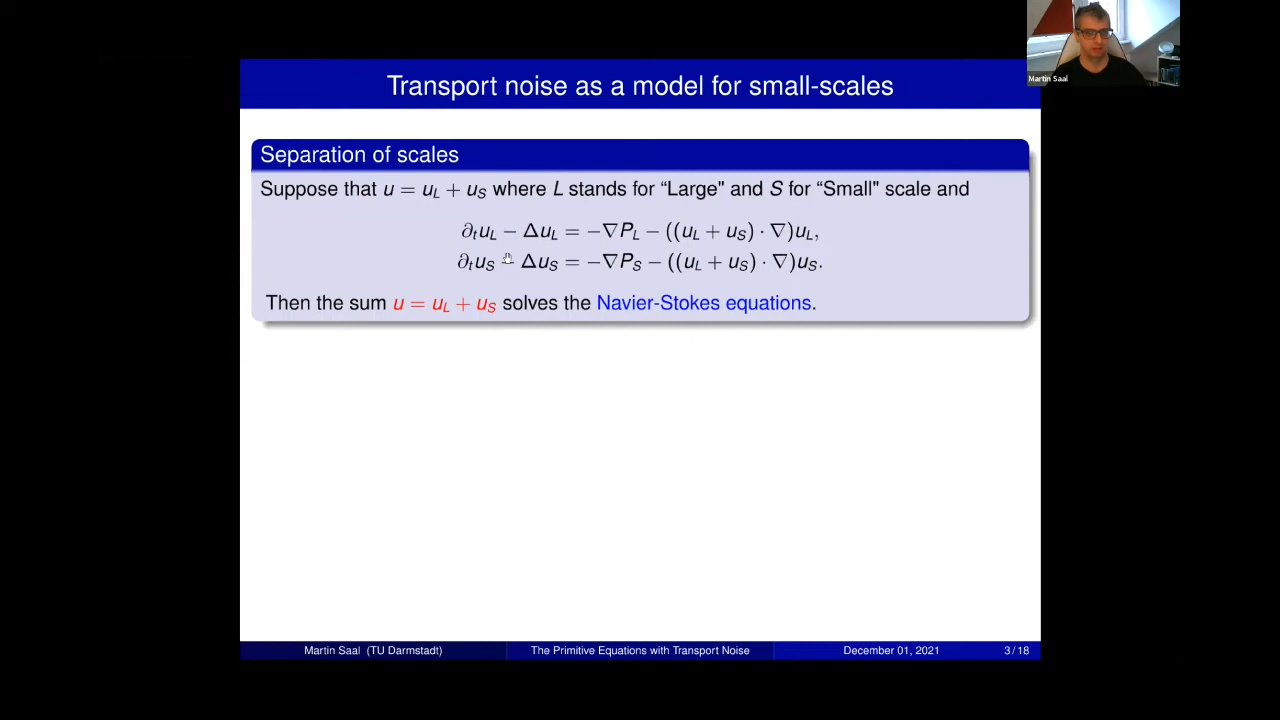 Transport noise as a model for small-scales
Martin Saal
Separation of scales
Suppose that u = u_L + u_S where L stands for “Large" and S for “Small" scale and
∂_t u_L − Δu_L = −∇P_L − ((u_L + u_S) · ∇)u_L,
∂_t u_S − Δu_S = −∇P_S − ((u_L + u_S) · ∇)u_S.
Then the sum u = u_L + u_S solves the Navier-Stokes equations.
Martin Saal (TU Darmstadt) The Primitive Equations with Transport Noise December 01, 2021 3 / 18